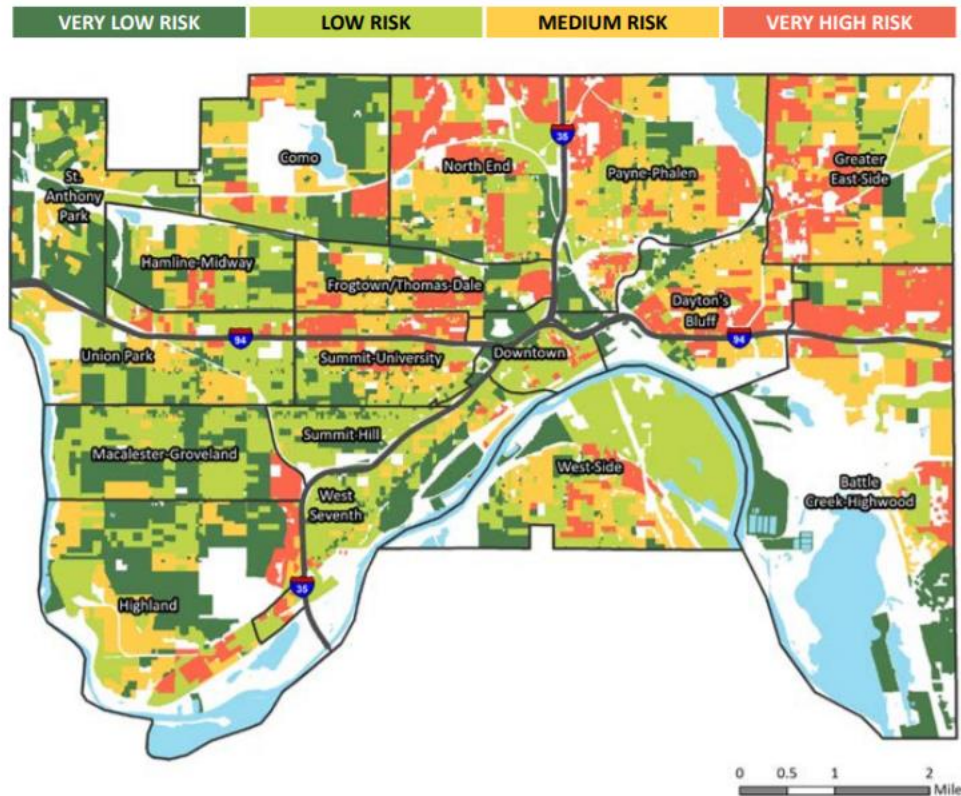 VERY LOW RISK LOW RISK MEDIUM RISK VERY HIGH RISK
35
Como
North End
Payne-Phalen
Greater
East-Side
St.
Anthony
Park
Hamline-Midway
Frogtown/Thomas-Dale
Dayton's
Bluff
94
94
Union Park
Summit-University
Downtown
Summit-Hill
Macalester-Groveland
West-Side
West
Seventh
Battle
Creek-Highwood
35
Highland
0 0.5 1 2
Mile